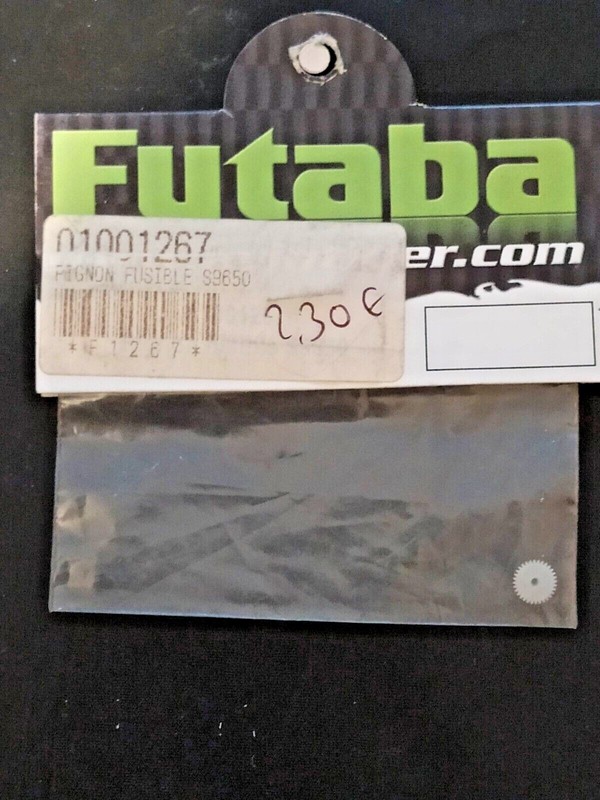 Futaba
er.com
01001267
PIGNON FUSIBLE S9650
*F1267*
2,30€